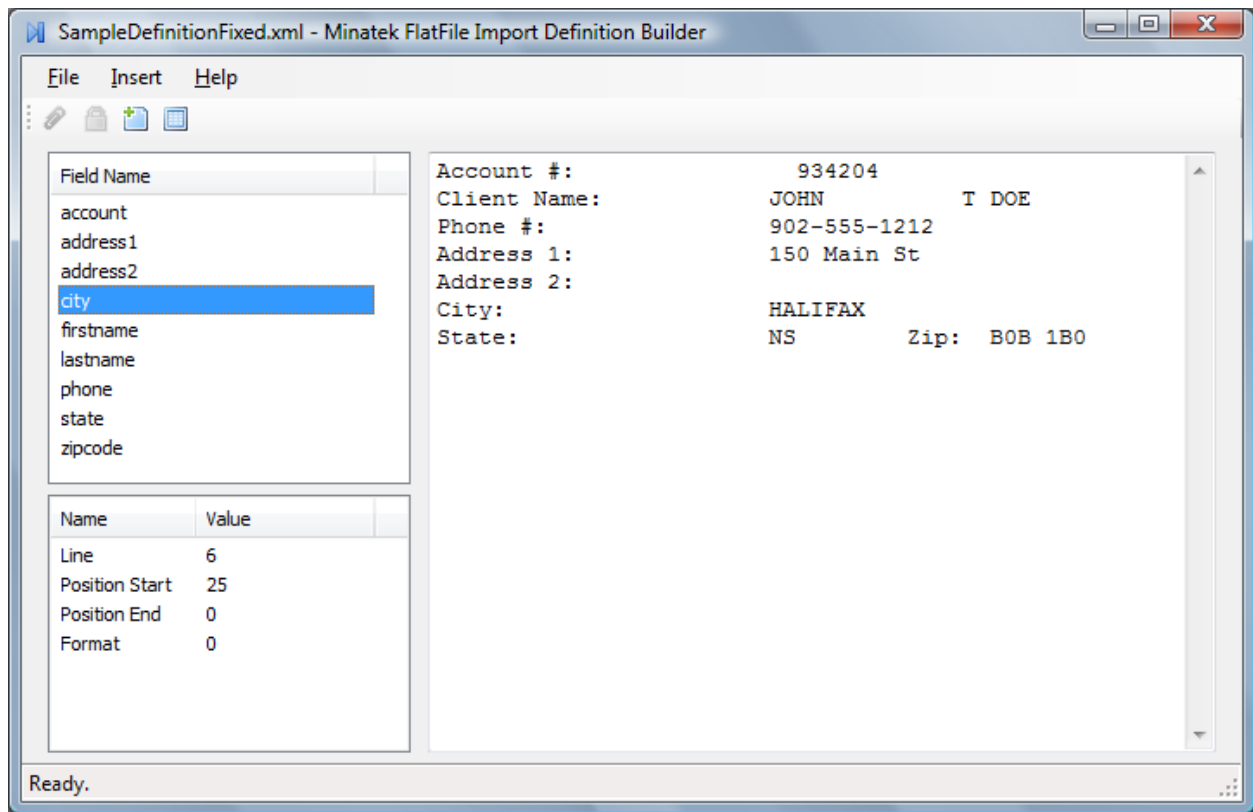 SampleDefinitionFixed.xml - Minatek FlatFile Import Definition Builder
File Insert Help
Field Name
account
address1
address2
city
firstname
lastname
phone
state
zipcode
Name Value
Line 6
Position Start 25
Position End 0
Format 0
Account #: 934204
Client Name: JOHN T DOE
Phone #: 902-555-1212
Address 1: 150 Main St
Address 2:
City: HALIFAX
State: NS Zip: B0B 1B0
Ready.